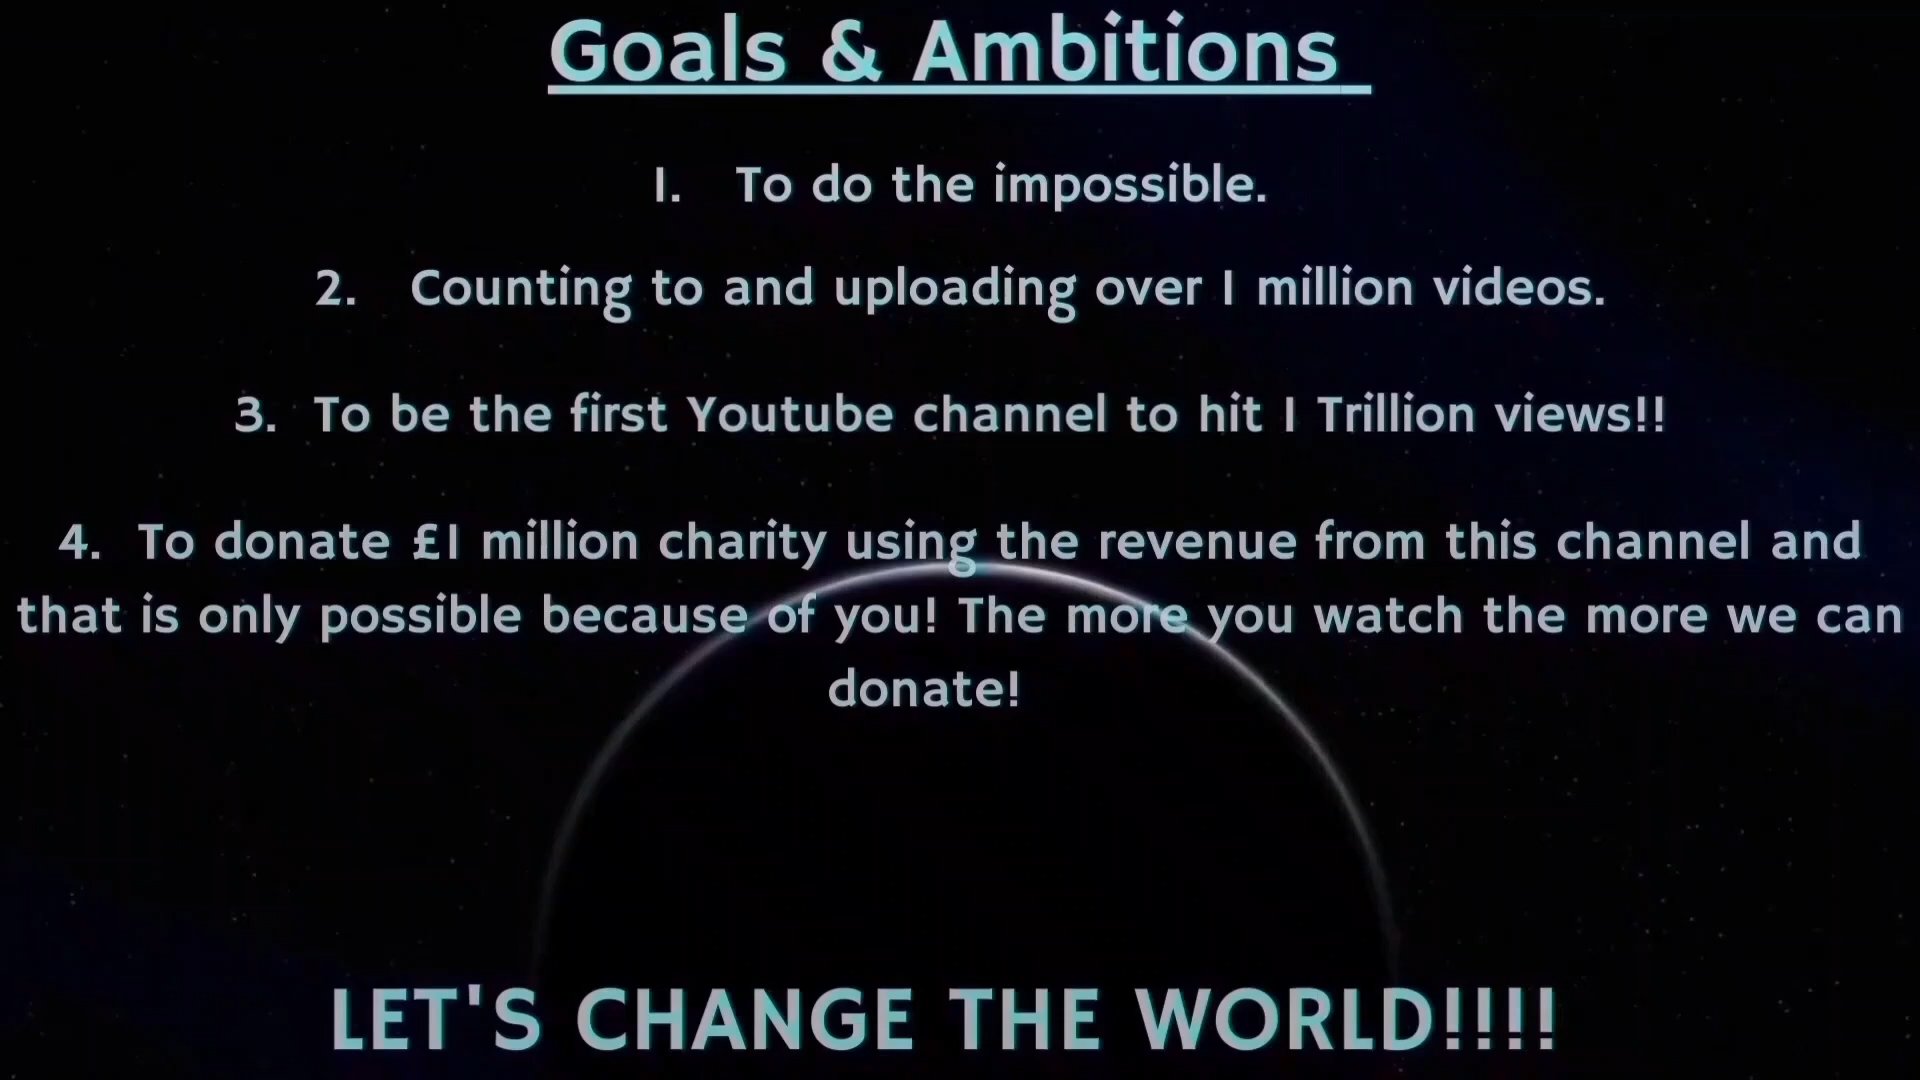 Goals & Ambitions
1. To do the impossible.
2. Counting to and uploading over 1 million videos.
3. To be the first Youtube channel to hit 1 Trillion views!!
4. To donate £1 million charity using the revenue from this channel and
that is only possible because of you! The more you watch the more we can
donate!
LET'S CHANGE THE WORLD!!!!